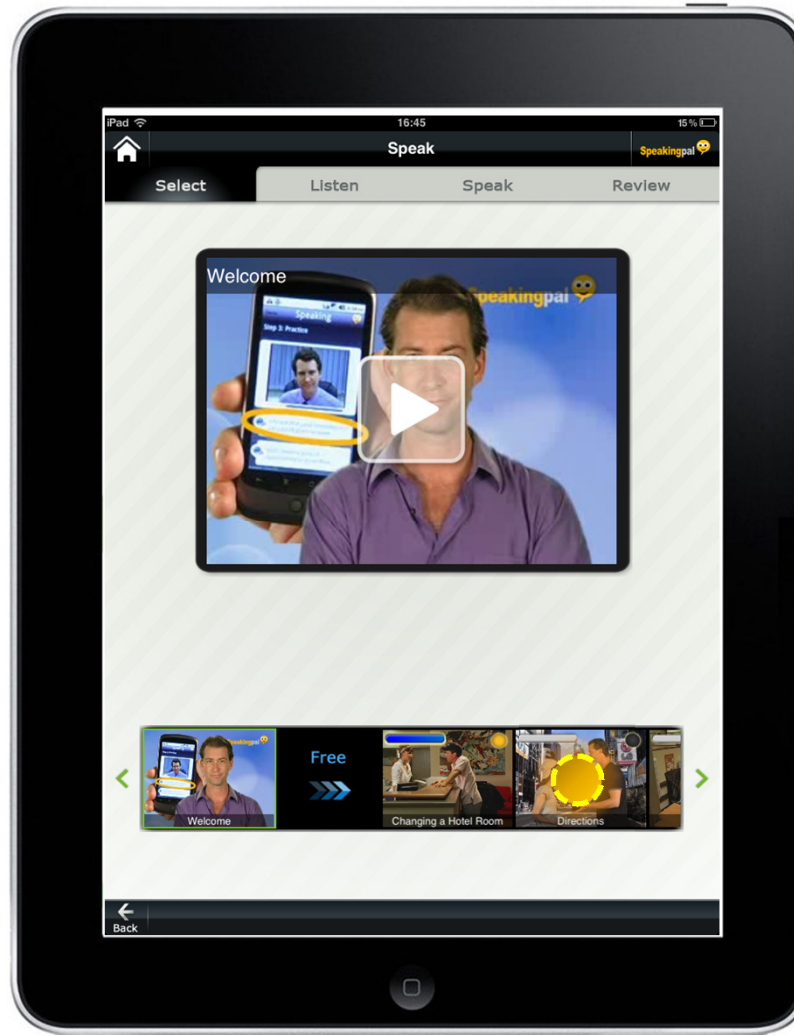 iPad
16:45
15%
Speak
Speakingpal
Select
Listen
Speak
Review
Welcome
Speakingpal
Speaking
Step 3: Practice
Free
Welcome
Changing a Hotel Room
Directions
Back